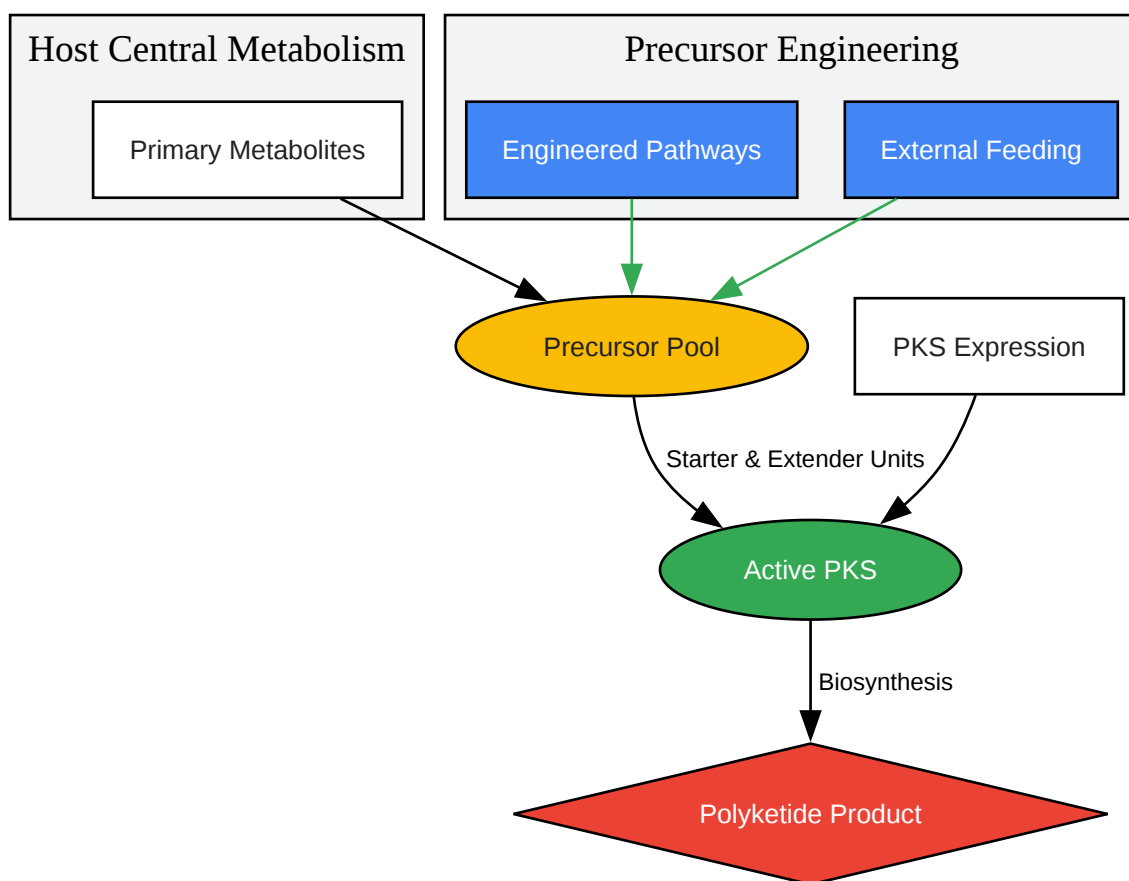 Host Central Metabolism
Precursor Engineering
Primary Metabolites
Engineered Pathways
External Feeding
Precursor Pool
PKS Expression
Starter & Extender Units
Active PKS
Biosynthesis
Polyketide Product